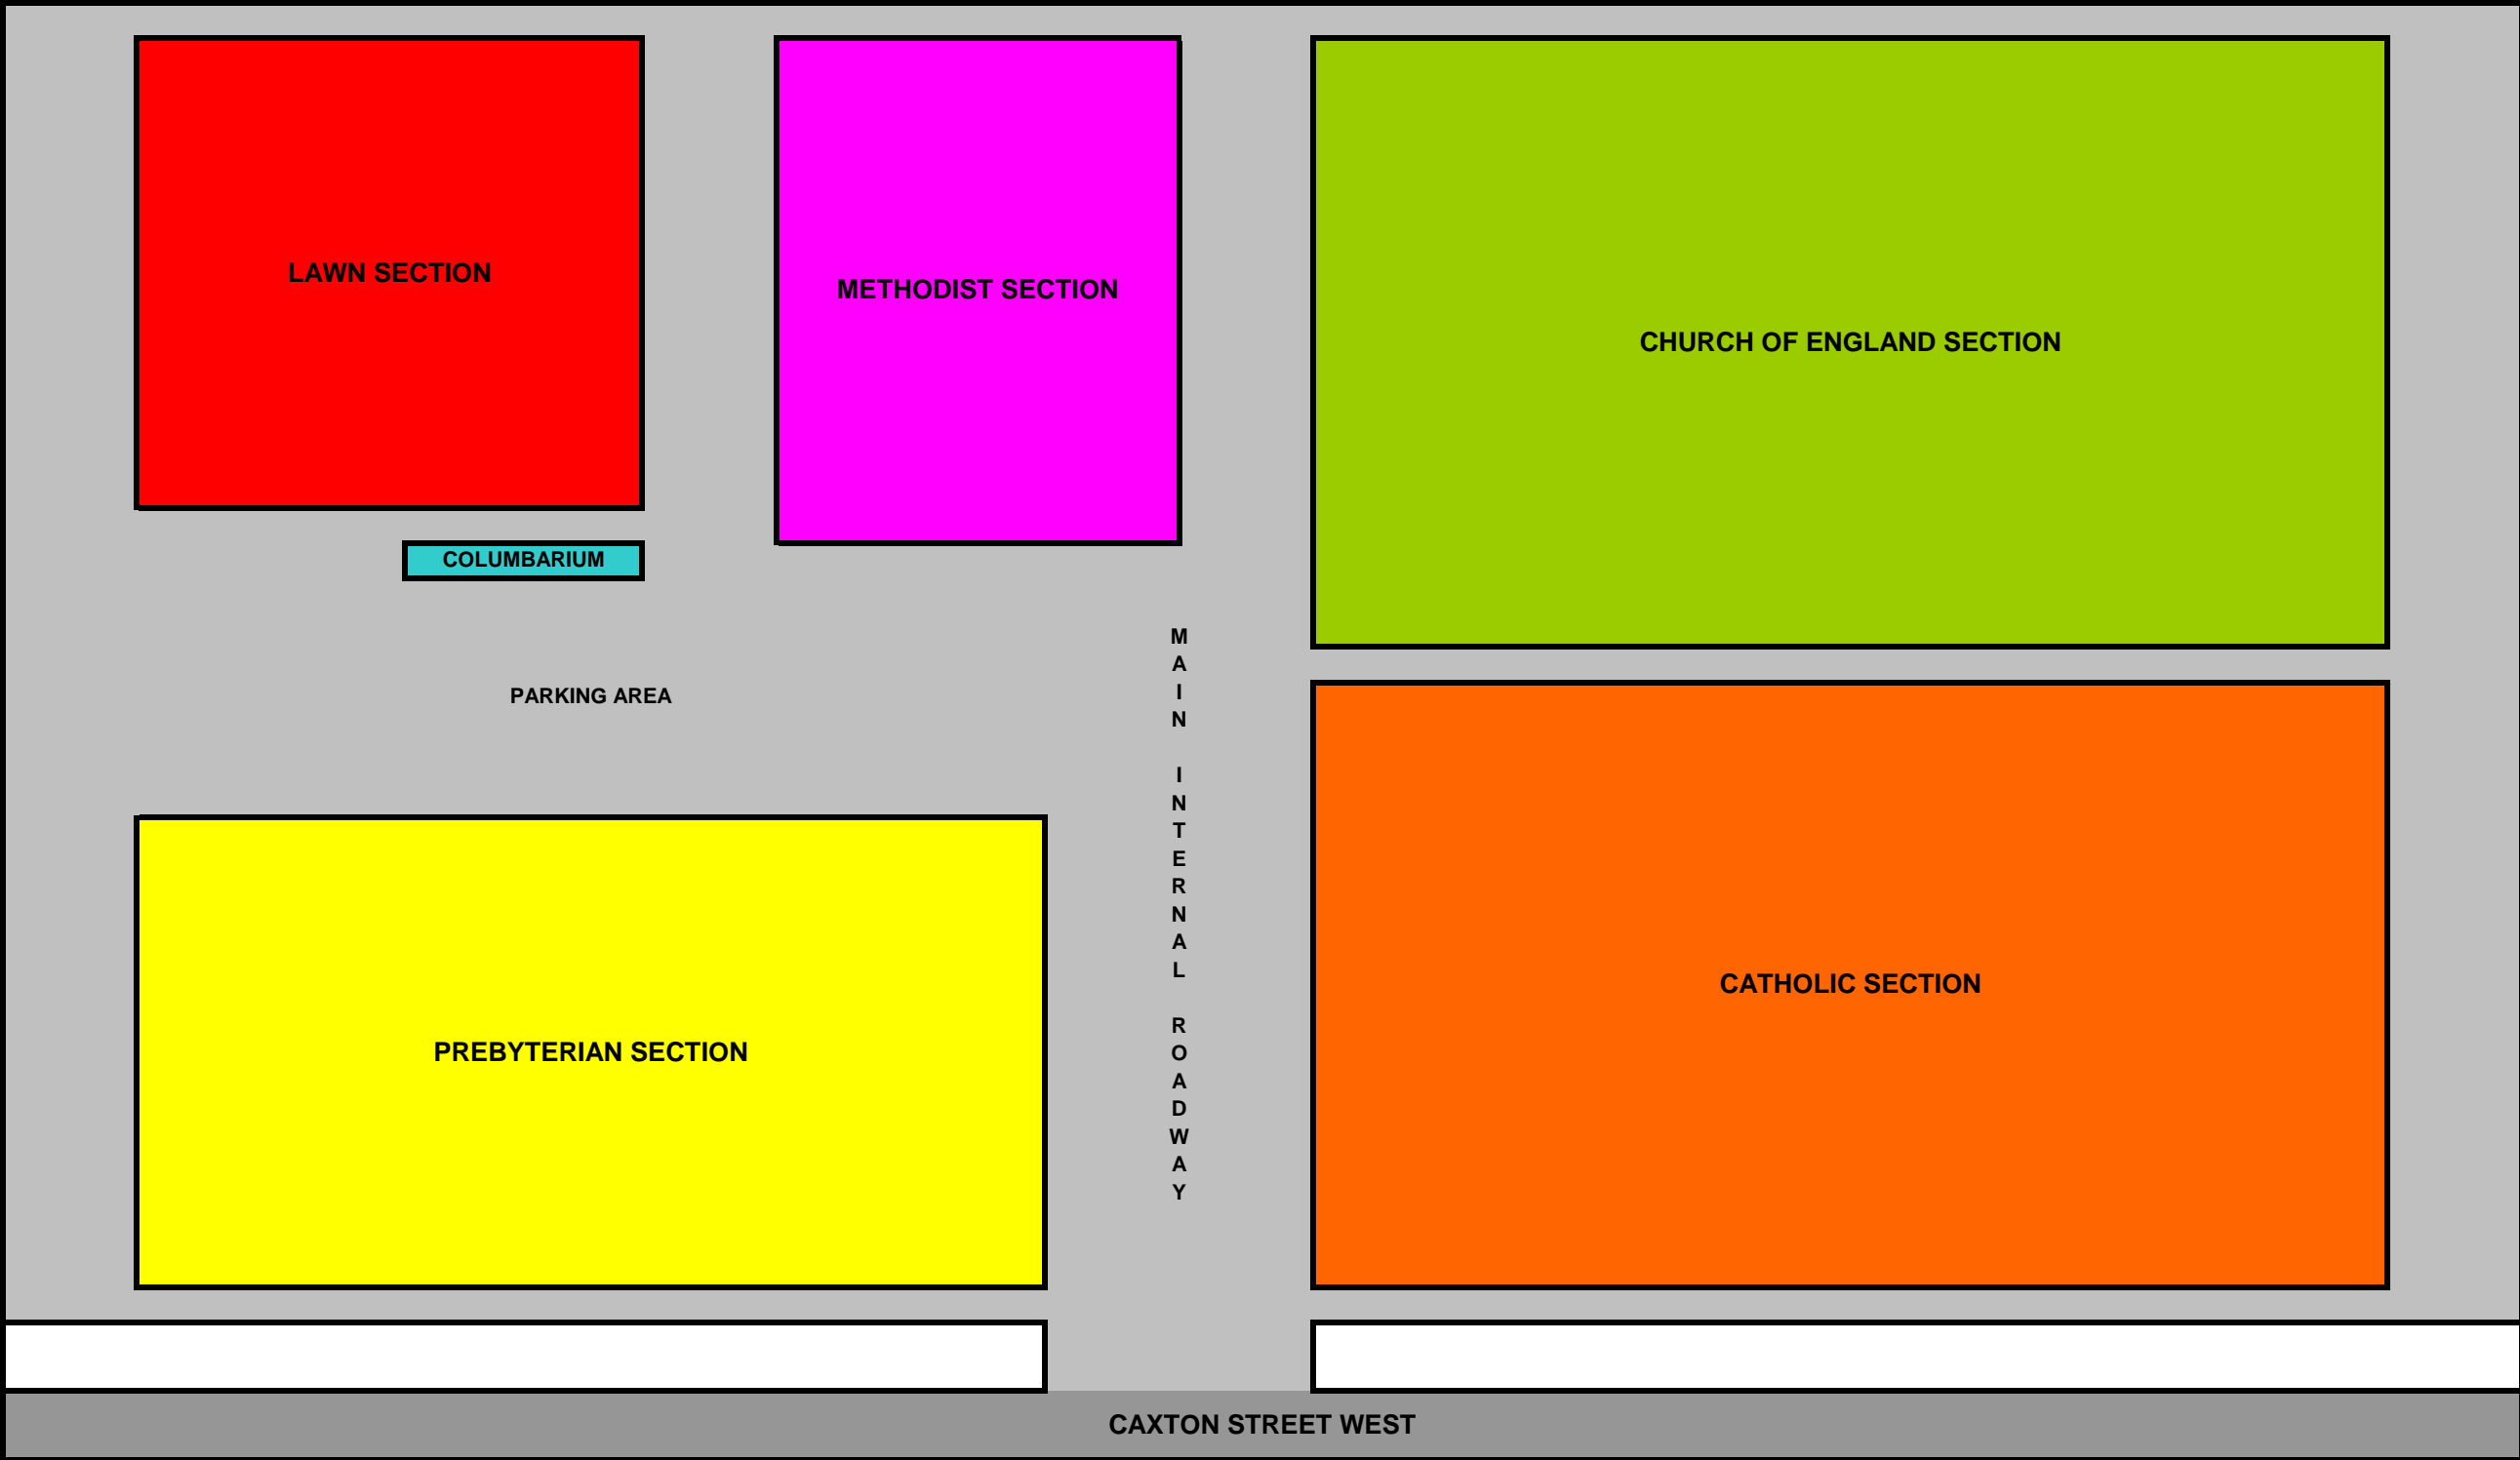 LAWN SECTION
METHODIST SECTION
CHURCH OF ENGLAND SECTION
COLUMBARIUM
PARKING AREA
MAIN INTERNAL ROADWAY
CATHOLIC SECTION
PREBYTERIAN SECTION
CAXTON STREET WEST